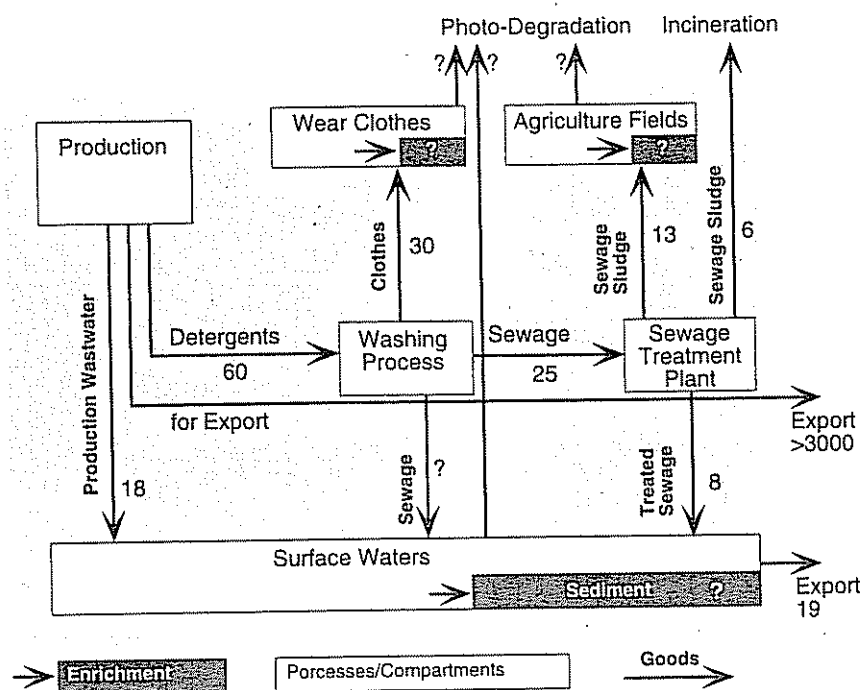 Photo-Degradation
Incineration
?
?
?
Wear Clothes
?
Agriculture Fields
?
Production
Clothes
30
Sewage
Sludge
13
Sewage Sludge
6
Production Wastwater
18
Detergents
60
Washing
Process
Sewage
25
Sewage
Treatment
Plant
for Export
Export
>3000
Sewage
?
Treated
Sewage
8
Surface Waters
Sediment ?
Export
19
Enrichment
Porcesses/Compartments
Goods